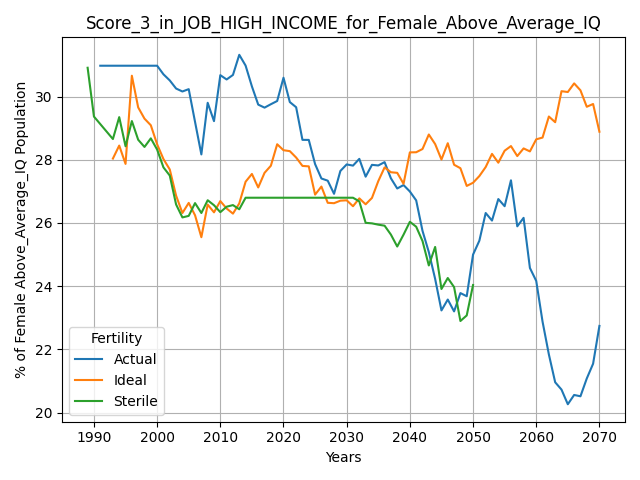 Score_3_in_JOB_HIGH_INCOME_for_Female_Above_Average_IQ
% of Female Above_Average_IQ Population
30
28
26
24
22
20
Fertility
Actual
Ideal
Sterile
1990 2000 2010 2020 2030 2040 2050 2060 2070
Years